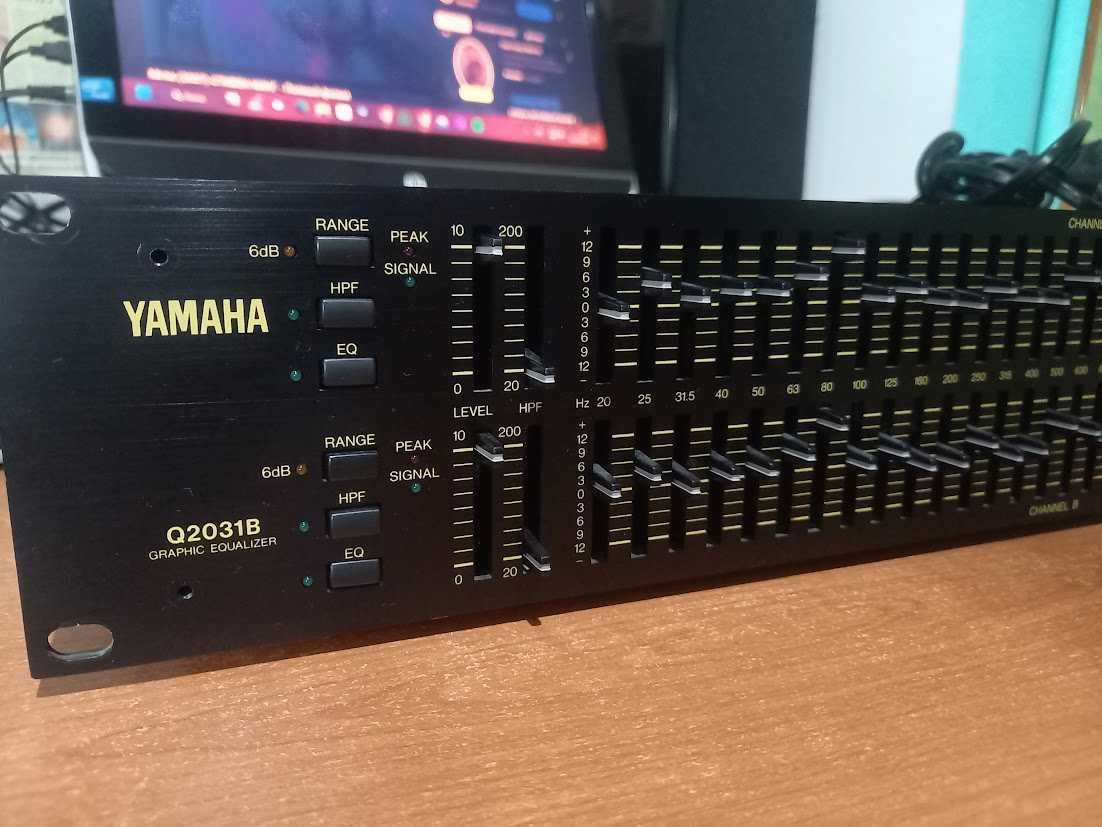 CHANNE
RANGE
6dB
PEAK
SIGNAL
HPF
EQ
YAMAHA
10 200
0 20
LEVEL HPF
+
12
9
6
3
0
3
6
9
12
−
Hz 20 25 31.5 40 50 63 80 100 125 160 200 250 315 400 500 630
RANGE
6dB
PEAK
SIGNAL
HPF
EQ
Q2031B
GRAPHIC EQUALIZER
10 200
0 20
+
12
9
6
3
0
3
6
9
12
−
CHANNEL B